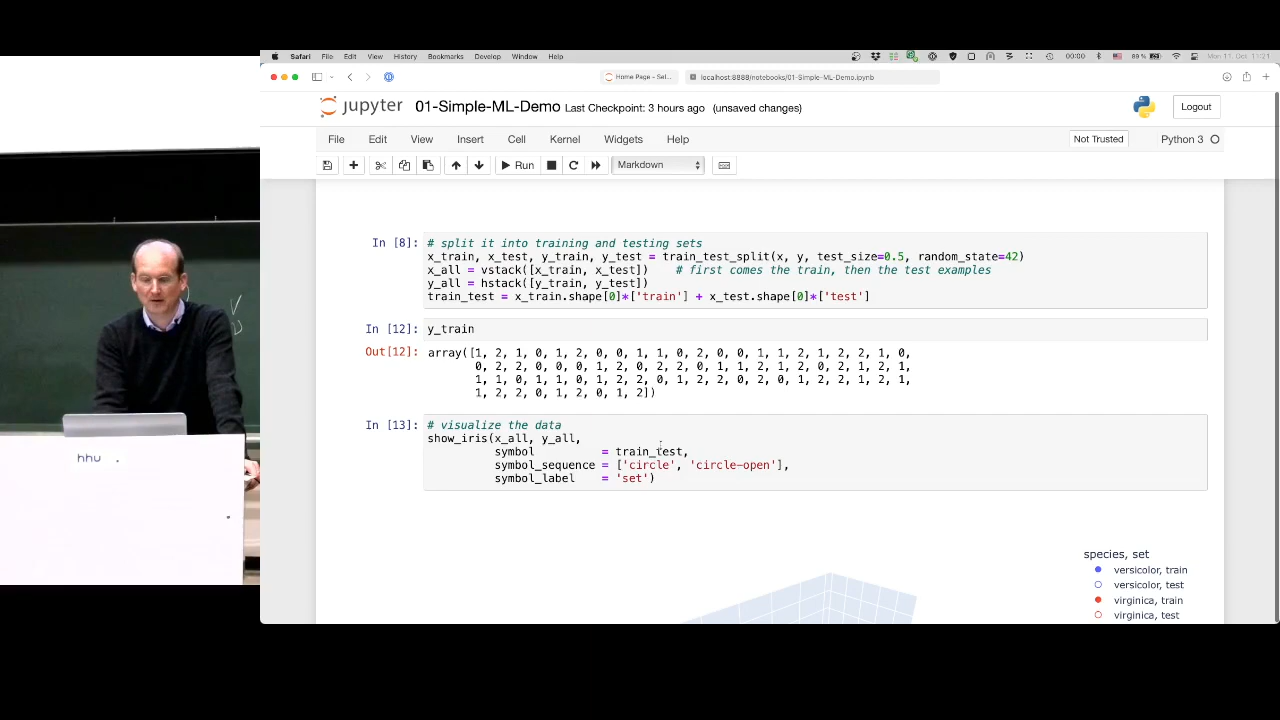 Safari File Edit View History Bookmarks Develop Window Help 00:00 89 % Mon 11. Oct 11:21
Home Page - Sel... localhost:8888/notebooks/01-Simple-ML-Demo.ipynb
jupyter 01-Simple-ML-Demo Last Checkpoint: 3 hours ago (unsaved changes) Logout
File Edit View Insert Cell Kernel Widgets Help Not Trusted Python 3
Run Markdown
In [8]: # split it into training and testing sets
x_train, x_test, y_train, y_test = train_test_split(x, y, test_size=0.5, random_state=42)
x_all = vstack([x_train, x_test]) # first comes the train, then the test examples
y_all = hstack([y_train, y_test])
train_test = x_train.shape[0]*['train'] + x_test.shape[0]*['test']
In [12]: y_train
Out[12]: array([1, 2, 1, 0, 1, 2, 0, 0, 1, 1, 0, 2, 0, 0, 1, 1, 2, 1, 2, 2, 1, 0,
0, 2, 2, 0, 0, 0, 1, 2, 0, 2, 2, 0, 1, 1, 2, 1, 2, 0, 2, 1, 2, 1,
1, 1, 0, 1, 1, 0, 1, 2, 2, 0, 1, 2, 2, 0, 2, 0, 1, 2, 2, 1, 2, 1,
1, 2, 2, 0, 1, 2, 0, 1, 2])
In [13]: # visualize the data
show_iris(x_all, y_all,
symbol = train_test,
symbol_sequence = ['circle', 'circle-open'],
symbol_label = 'set')
species, set
versicolor, train
versicolor, test
virginica, train
virginica, test
hhu .